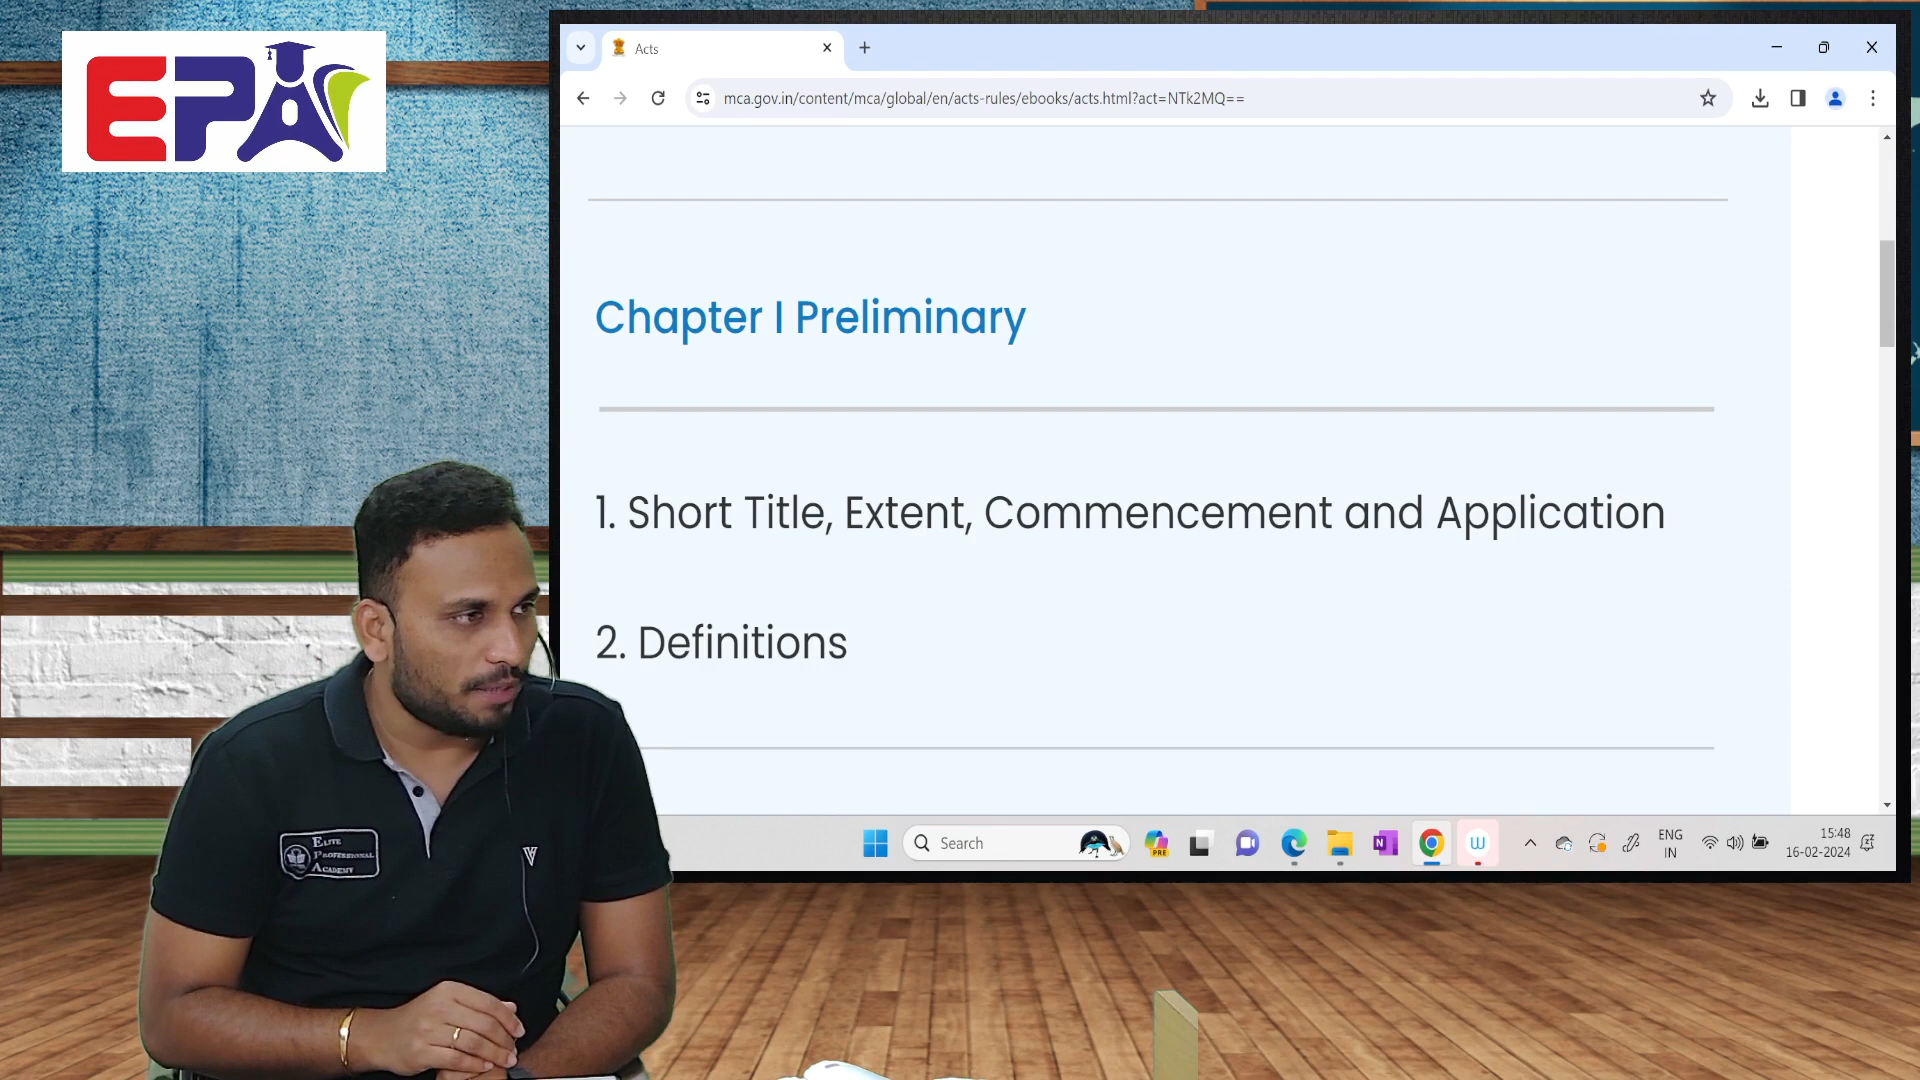 EPA
Acts
mca.gov.in/content/mca/global/en/acts-rules/ebooks/acts.html?act=NTk2MQ==
Chapter I Preliminary
1. Short Title, Extent, Commencement and Application
2. Definitions
ELITE
PROFESSIONAL
ACADEMY
Search
PRE
N
W
ENG
IN
15:48
16-02-2024